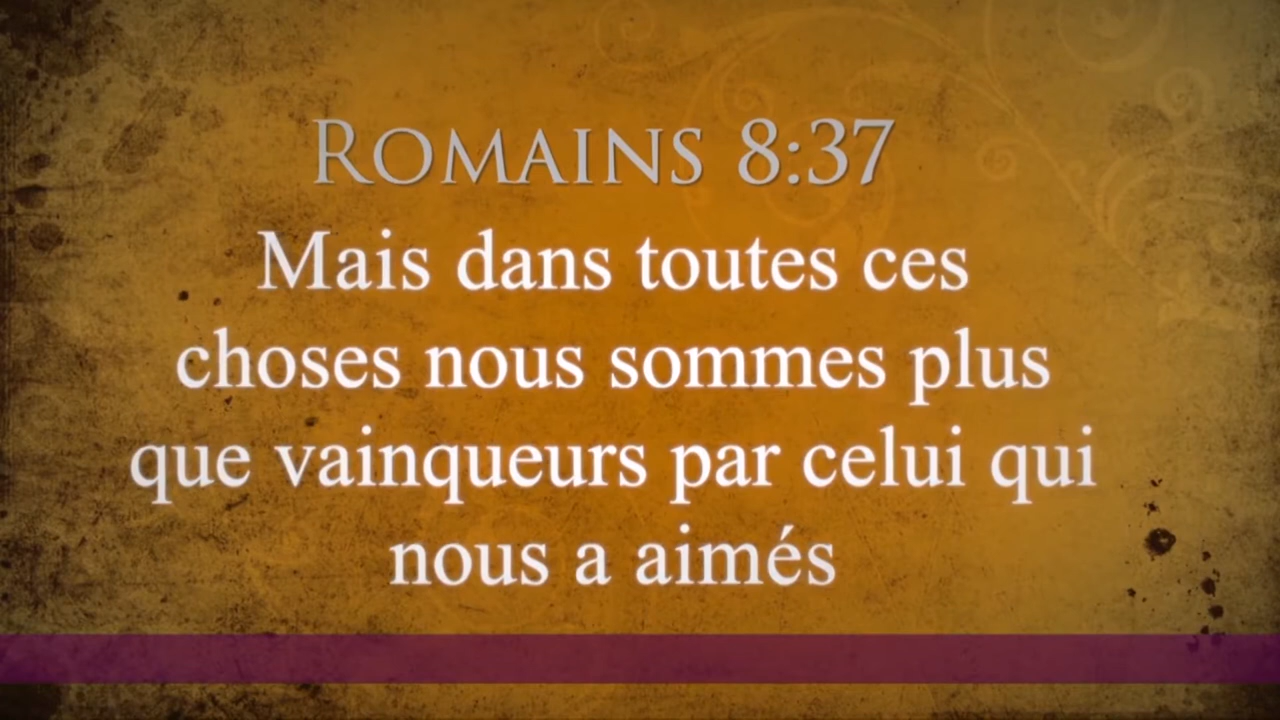 Romains 8:37
Mais dans toutes ces
choses nous sommes plus
que vainqueurs par celui qui
nous a aimés